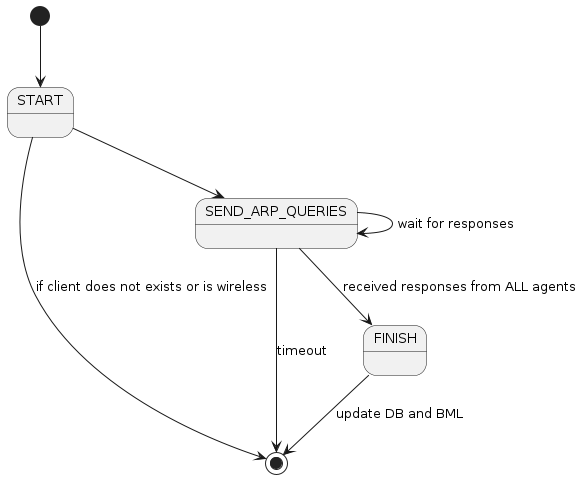 START
SEND_ARP_QUERIES
wait for responses
if client does not exists or is wireless
received responses from ALL agents
FINISH
timeout
update DB and BML